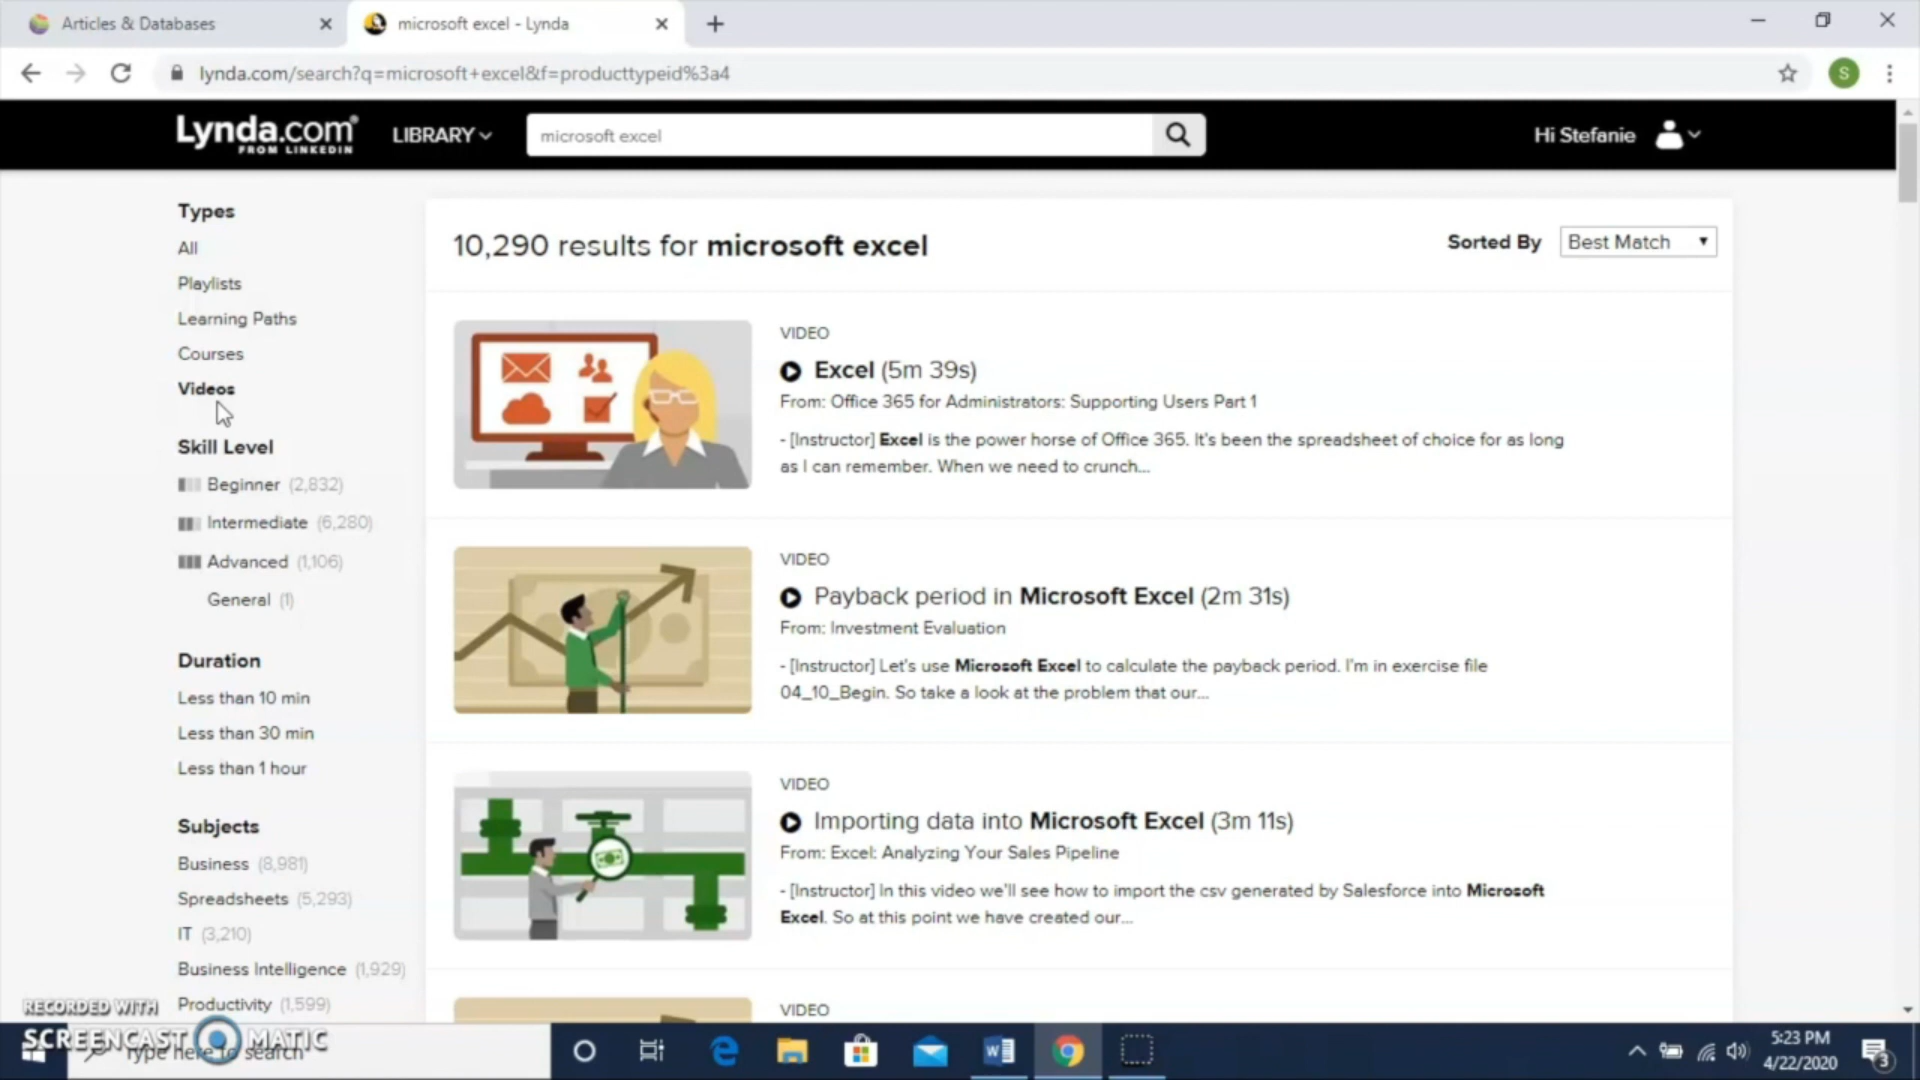 Articles & Databases
microsoft excel - Lynda
lynda.com/search?q=microsoft+excel&f=producttypeid%3a4
S
Lynda.com®
FROM LINKEDIN
LIBRARY
microsoft excel
Hi Stefanie
Types
All
Playlists
Learning Paths
Courses
Videos
Skill Level
Beginner (2,832)
Intermediate (6,280)
Advanced (1,106)
General (1)
Duration
Less than 10 min
Less than 30 min
Less than 1 hour
Subjects
Business (8,981)
Spreadsheets (5,293)
IT (3,210)
Business Intelligence (1,929)
Productivity (1,599)
10,290 results for microsoft excel
Sorted By Best Match
VIDEO
Excel (5m 39s)
From: Office 365 for Administrators: Supporting Users Part 1
- [Instructor] Excel is the power horse of Office 365. It's been the spreadsheet of choice for as long
as I can remember. When we need to crunch...
VIDEO
Payback period in Microsoft Excel (2m 31s)
From: Investment Evaluation
- [Instructor] Let's use Microsoft Excel to calculate the payback period. I'm in exercise file
04_10_Begin. So take a look at the problem that our...
VIDEO
Importing data into Microsoft Excel (3m 11s)
From: Excel: Analyzing Your Sales Pipeline
- [Instructor] In this video we'll see how to import the csv generated by Salesforce into Microsoft
Excel. So at this point we have created our...
VIDEO
RECORDED WITH
SCREENCAST MATIC
Type here to search
W
5:23 PM
4/22/2020
3